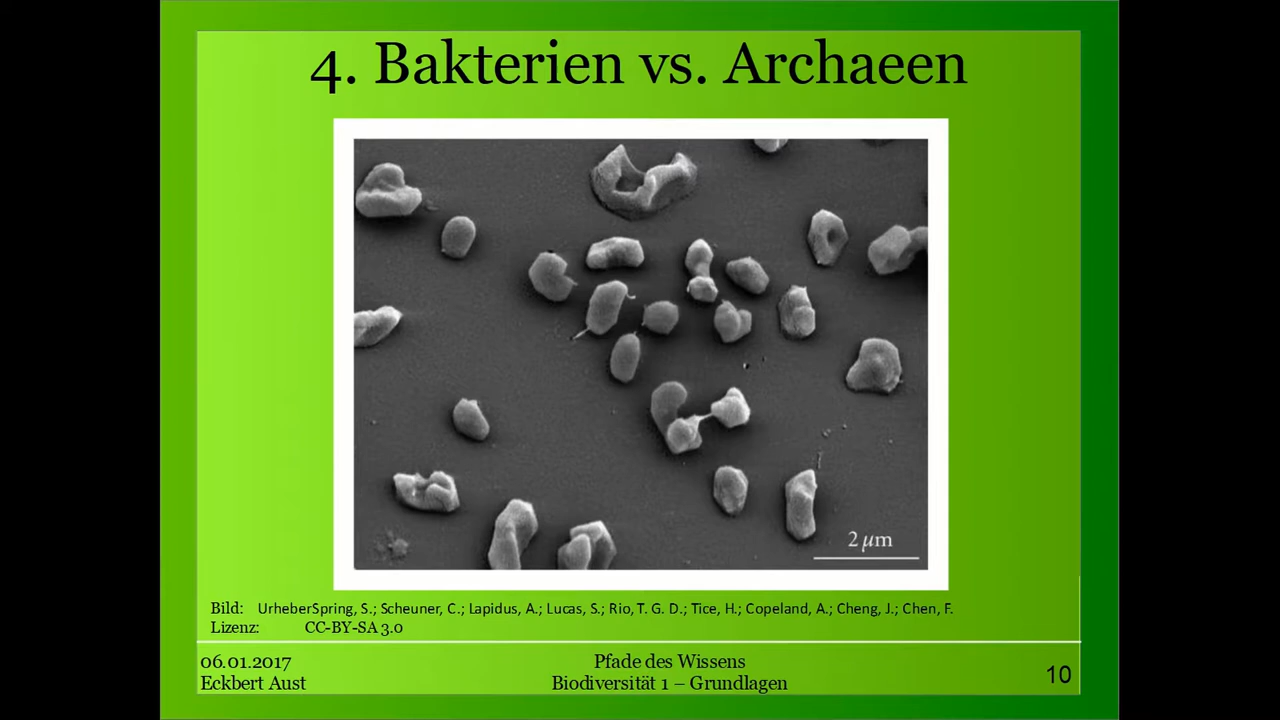 4. Bakterien vs. Archaeen
2 μm
Bild: UrheberSpring, S.; Scheuner, C.; Lapidus, A.; Lucas, S.; Rio, T. G. D.; Tice, H.; Copeland, A.; Cheng, J.; Chen, F.
Lizenz: CC-BY-SA 3.0
06.01.2017
Eckbert Aust
Pfade des Wissens
Biodiversität 1 – Grundlagen
10